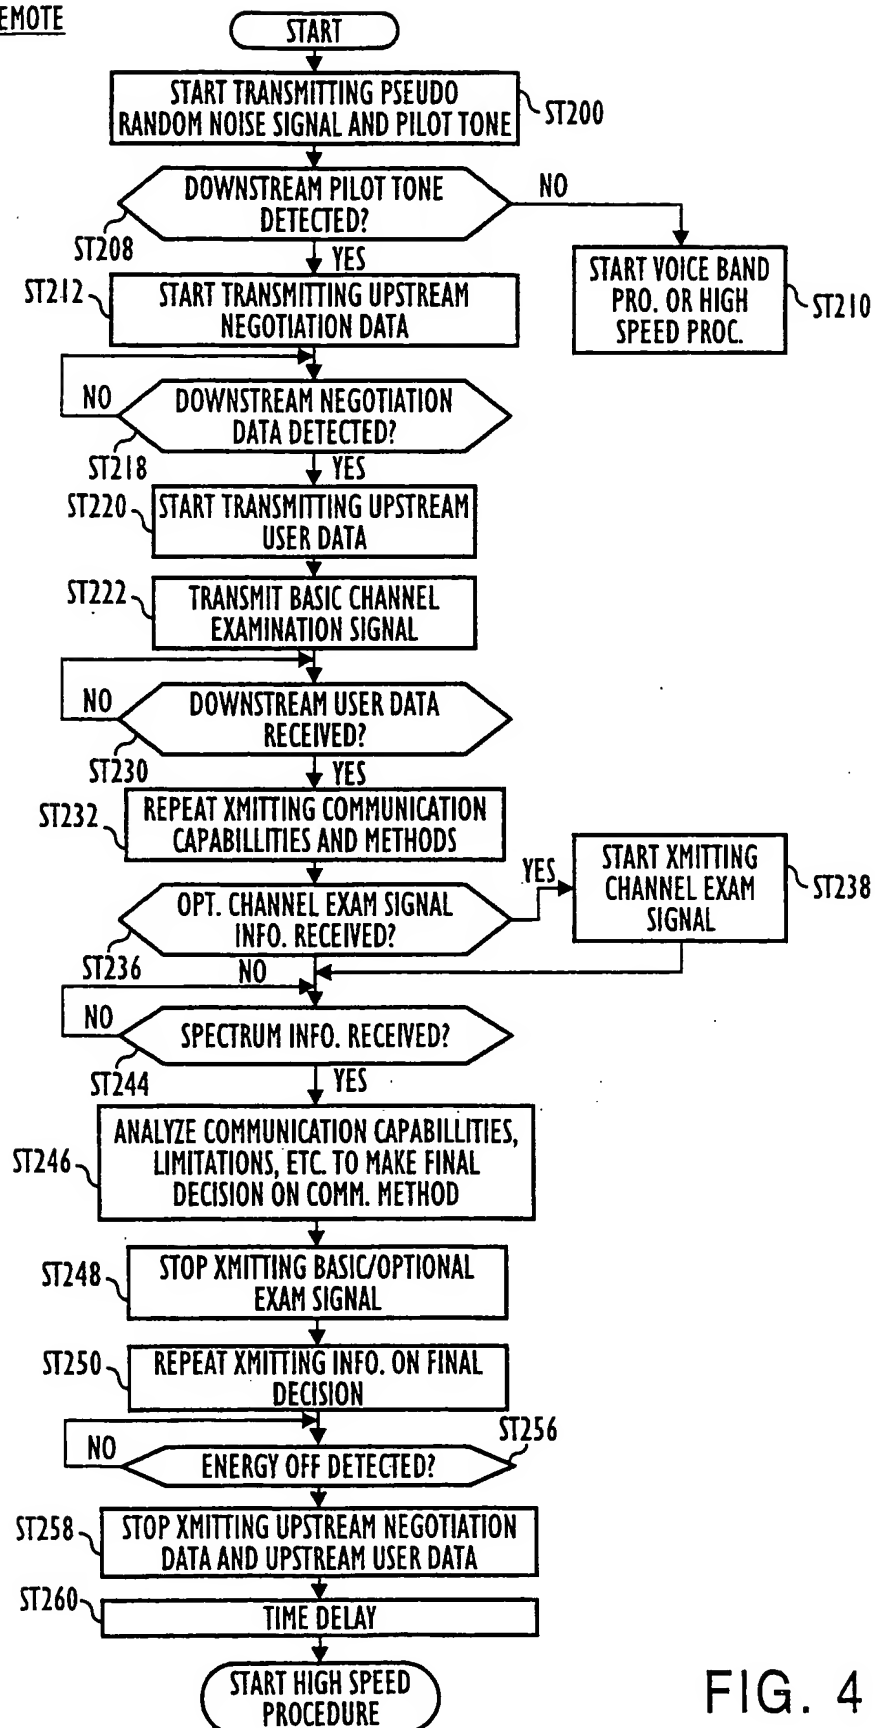 EMOTE
START
START TRANSMITTING PSEUDO
RANDOM NOISE SIGNAL AND PILOT TONE
ST200
DOWNSTREAM PILOT TONE
DETECTED?
NO
ST208
YES
START VOICE BAND
PRO. OR HIGH
SPEED PROC.
ST210
ST212
START TRANSMITTING UPSTREAM
NEGOTIATION DATA
NO
DOWNSTREAM NEGOTIATION
DATA DETECTED?
ST218
YES
ST220
START TRANSMITTING UPSTREAM
USER DATA
ST222
TRANSMIT BASIC CHANNEL
EXAMINATION SIGNAL
NO
DOWNSTREAM USER DATA
RECEIVED?
ST230
YES
ST232
REPEAT XMITTING COMMUNICATION
CAPABILLITIES AND METHODS
OPT. CHANNEL EXAM SIGNAL
INFO. RECEIVED?
YES
START XMITTING
CHANNEL EXAM
SIGNAL
ST238
ST236
NO
NO
SPECTRUM INFO. RECEIVED?
ST244
YES
ST246
ANALYZE COMMUNICATION CAPABILLITIES,
LIMITATIONS, ETC. TO MAKE FINAL
DECISION ON COMM. METHOD
ST248
STOP XMITTING BASIC/OPTIONAL
EXAM SIGNAL
ST250
REPEAT XMITTING INFO. ON FINAL
DECISION
ST256
NO
ENERGY OFF DETECTED?
ST258
STOP XMITTING UPSTREAM NEGOTIATION
DATA AND UPSTREAM USER DATA
ST260
TIME DELAY
START HIGH SPEED
PROCEDURE
FIG. 4